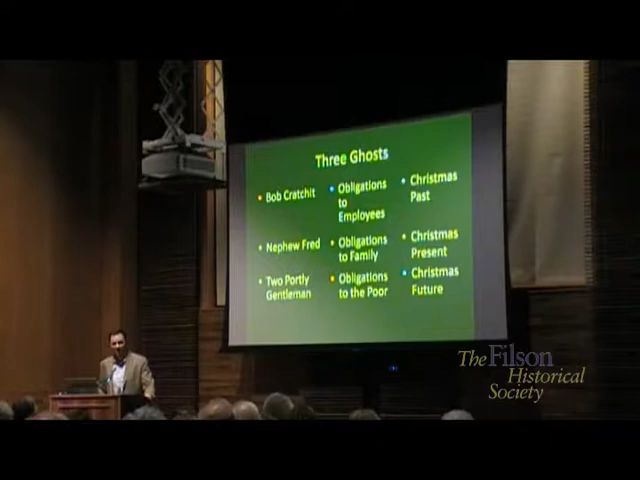 Three Ghosts
• Bob Cratchit
• Obligations
to
Employees
• Christmas
Past
• Nephew Fred
• Obligations
to Family
• Christmas
Present
• Two Portly
Gentleman
• Obligations
to the Poor
• Christmas
Future
The Filson
Historical
Society